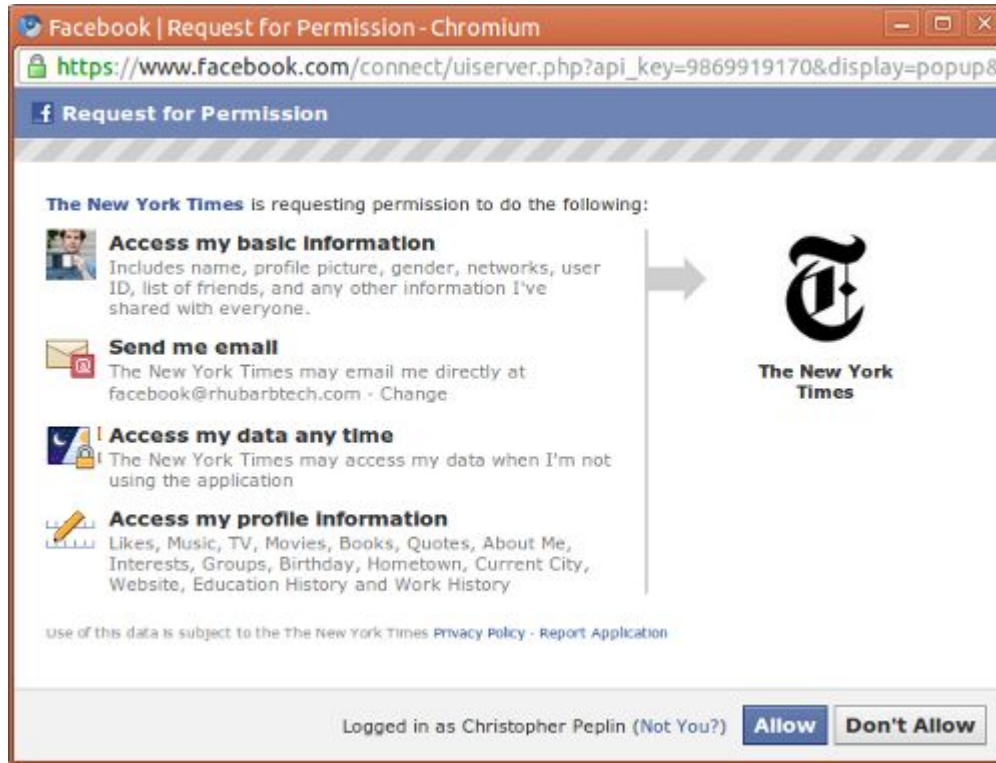 Facebook | Request for Permission - Chromium
https://www.facebook.com/connect/uiserver.php?api_key=9869919170&display=popup&
f Request for Permission
The New York Times is requesting permission to do the following:
Access my basic information
Includes name, profile picture, gender, networks, user
ID, list of friends, and any other information I've
shared with everyone.
Send me email
The New York Times may email me directly at
facebook@rhubarbtech.com · Change
Access my data any time
The New York Times may access my data when I'm not
using the application
Access my profile information
Likes, Music, TV, Movies, Books, Quotes, About Me,
Interests, Groups, Birthday, Hometown, Current City,
Website, Education History and Work History
T
The New York
Times
Use of this data is subject to the The New York Times Privacy Policy · Report Application
Logged in as Christopher Peplin (Not You?) Allow Don't Allow